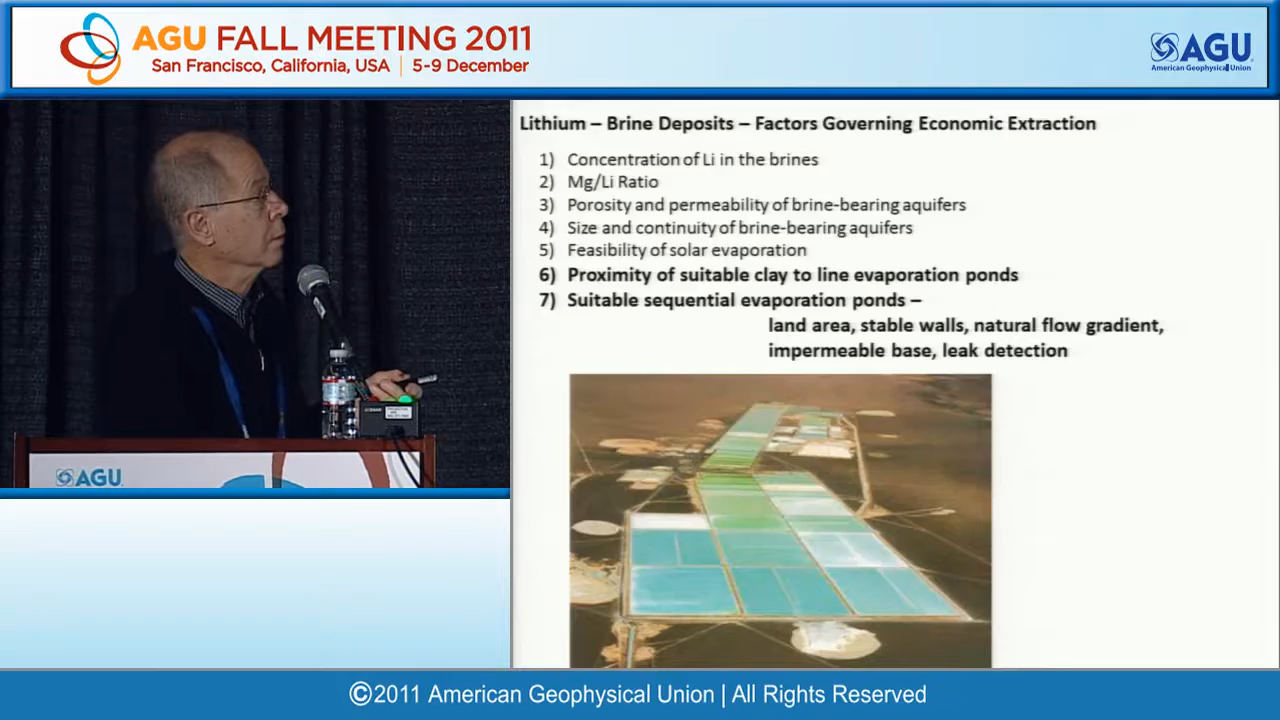 AGU FALL MEETING 2011
San Francisco, California, USA | 5-9 December
AGU
American Geophysical Union
Lithium – Brine Deposits – Factors Governing Economic Extraction
1) Concentration of Li in the brines
2) Mg/Li Ratio
3) Porosity and permeability of brine-bearing aquifers
4) Size and continuity of brine-bearing aquifers
5) Feasibility of solar evaporation
6) Proximity of suitable clay to line evaporation ponds
7) Suitable sequential evaporation ponds –
land area, stable walls, natural flow gradient,
impermeable base, leak detection
AGU
©2011 American Geophysical Union | All Rights Reserved